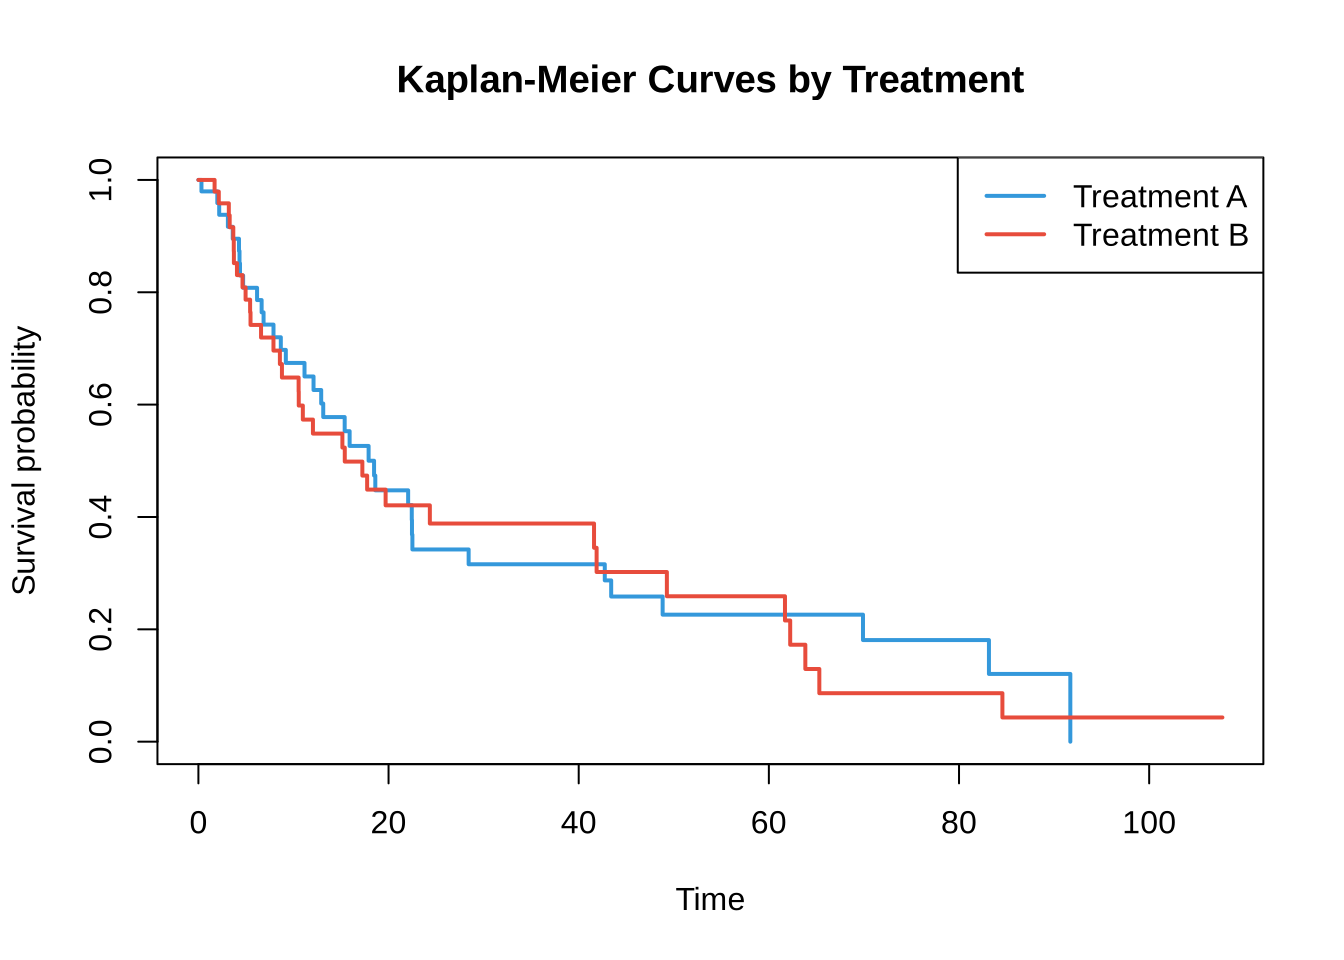 Kaplan-Meier Curves by Treatment
Treatment A
Treatment B
Survival probability
1.0
0.8
0.6
0.4
0.2
0.0
0 20 40 60 80 100
Time